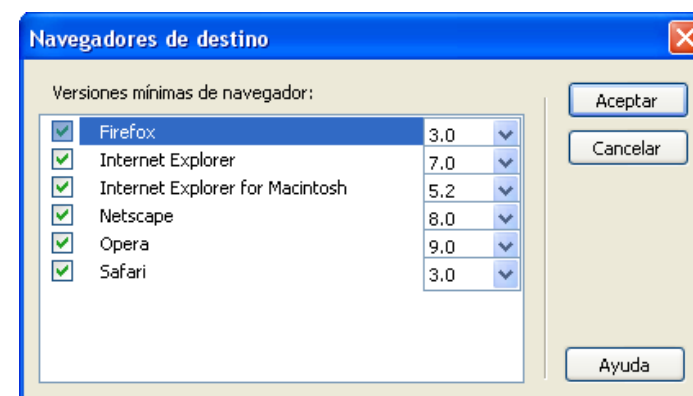 Navegadores de destino
Versiones mínimas de navegador:
Firefox 3.0
Internet Explorer 7.0
Internet Explorer for Macintosh 5.2
Netscape 8.0
Opera 9.0
Safari 3.0
Aceptar
Cancelar
Ayuda